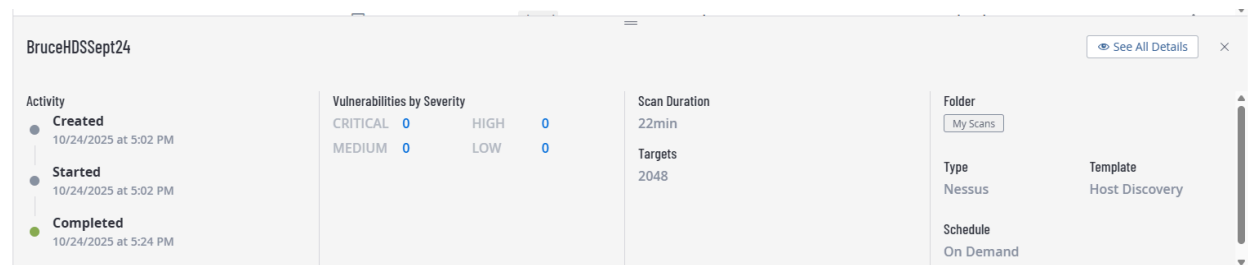 BruceHDSSept24
See All Details
Activity
Created
10/24/2025 at 5:02 PM
Started
10/24/2025 at 5:02 PM
Completed
10/24/2025 at 5:24 PM
Vulnerabilities by Severity
CRITICAL 0 HIGH 0
MEDIUM 0 LOW 0
Scan Duration
22min
Targets
2048
Folder
My Scans
Type Template
Nessus Host Discovery
Schedule
On Demand